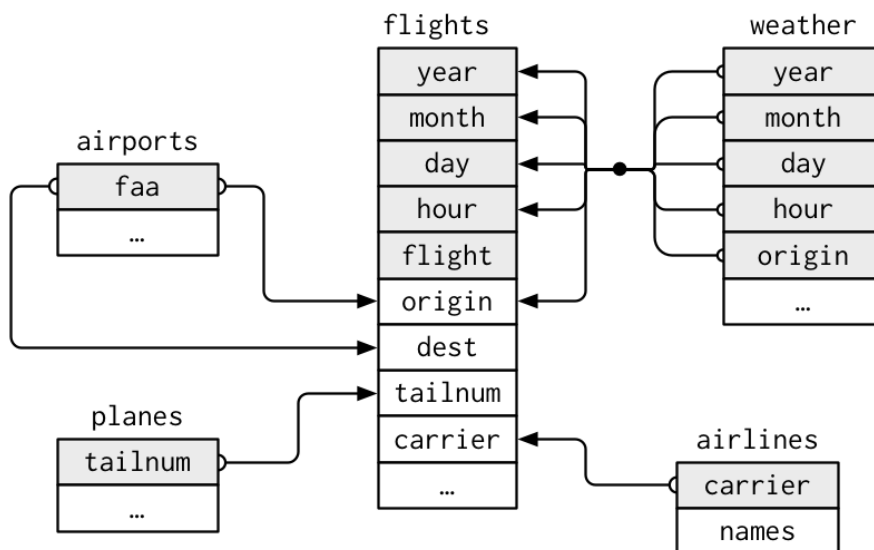 flights
year
month
day
hour
flight
origin
dest
tailnum
carrier
…
weather
year
month
day
hour
origin
…
airports
faa
…
planes
tailnum
…
airlines
carrier
names